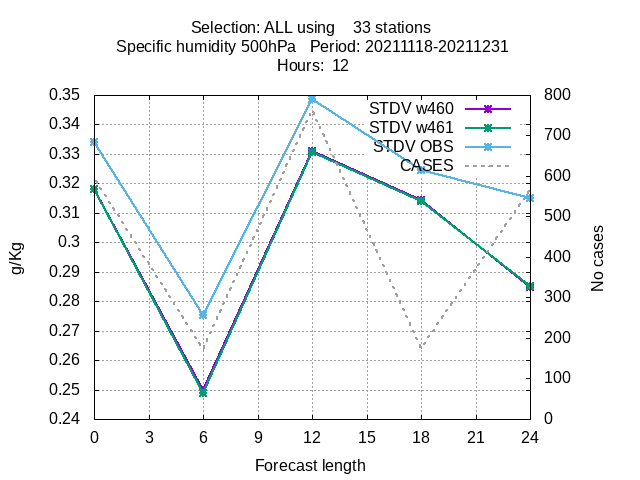 Selection: ALL using    33 stations
Specific humidity 500hPa   Period: 20211118-20211231
Hours:  12
0.35
0.34
0.33
0.32
0.31
0.3
0.29
0.28
0.27
0.26
0.25
0.24
g/Kg
STDV w460
STDV w461
STDV OBS
CASES
800
700
600
500
400
300
200
100
0
No cases
0 3 6 9 12 15 18 21 24
Forecast length